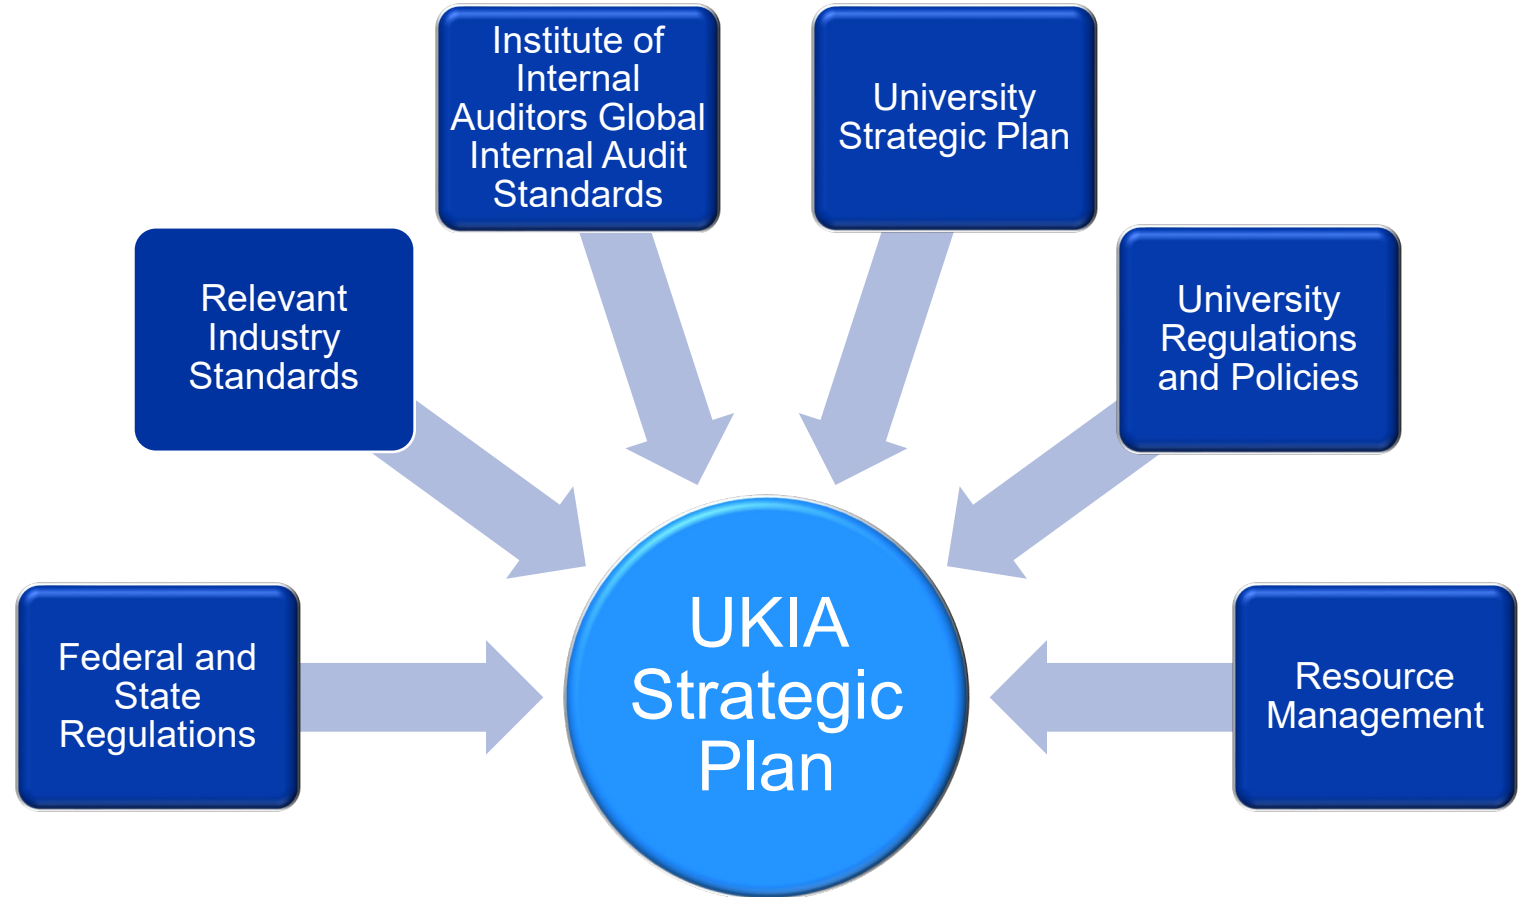 Institute of
Internal
Auditors Global
Internal Audit
Standards
University
Strategic Plan
Relevant
Industry
Standards
University
Regulations
and Policies
Federal and
State
Regulations
UKIA
Strategic
Plan
Resource
Management